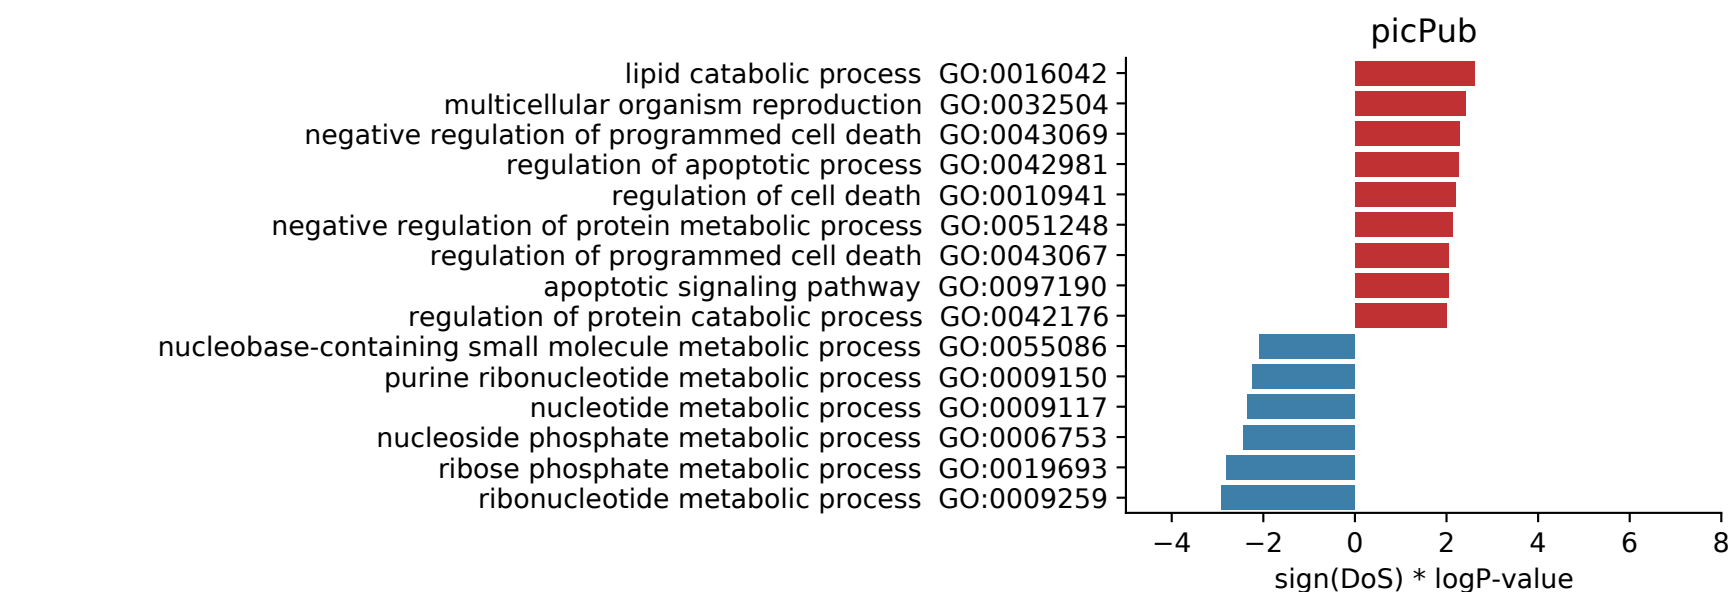 picPub
lipid catabolic process  GO:0016042
multicellular organism reproduction  GO:0032504
negative regulation of programmed cell death  GO:0043069
regulation of apoptotic process  GO:0042981
regulation of cell death  GO:0010941
negative regulation of protein metabolic process  GO:0051248
regulation of programmed cell death  GO:0043067
apoptotic signaling pathway  GO:0097190
regulation of protein catabolic process  GO:0042176
nucleobase-containing small molecule metabolic process  GO:0055086
purine ribonucleotide metabolic process  GO:0009150
nucleotide metabolic process  GO:0009117
nucleoside phosphate metabolic process  GO:0006753
ribose phosphate metabolic process  GO:0019693
ribonucleotide metabolic process  GO:0009259
−4 −2 0 2 4 6 8
sign(DoS) * logP-value